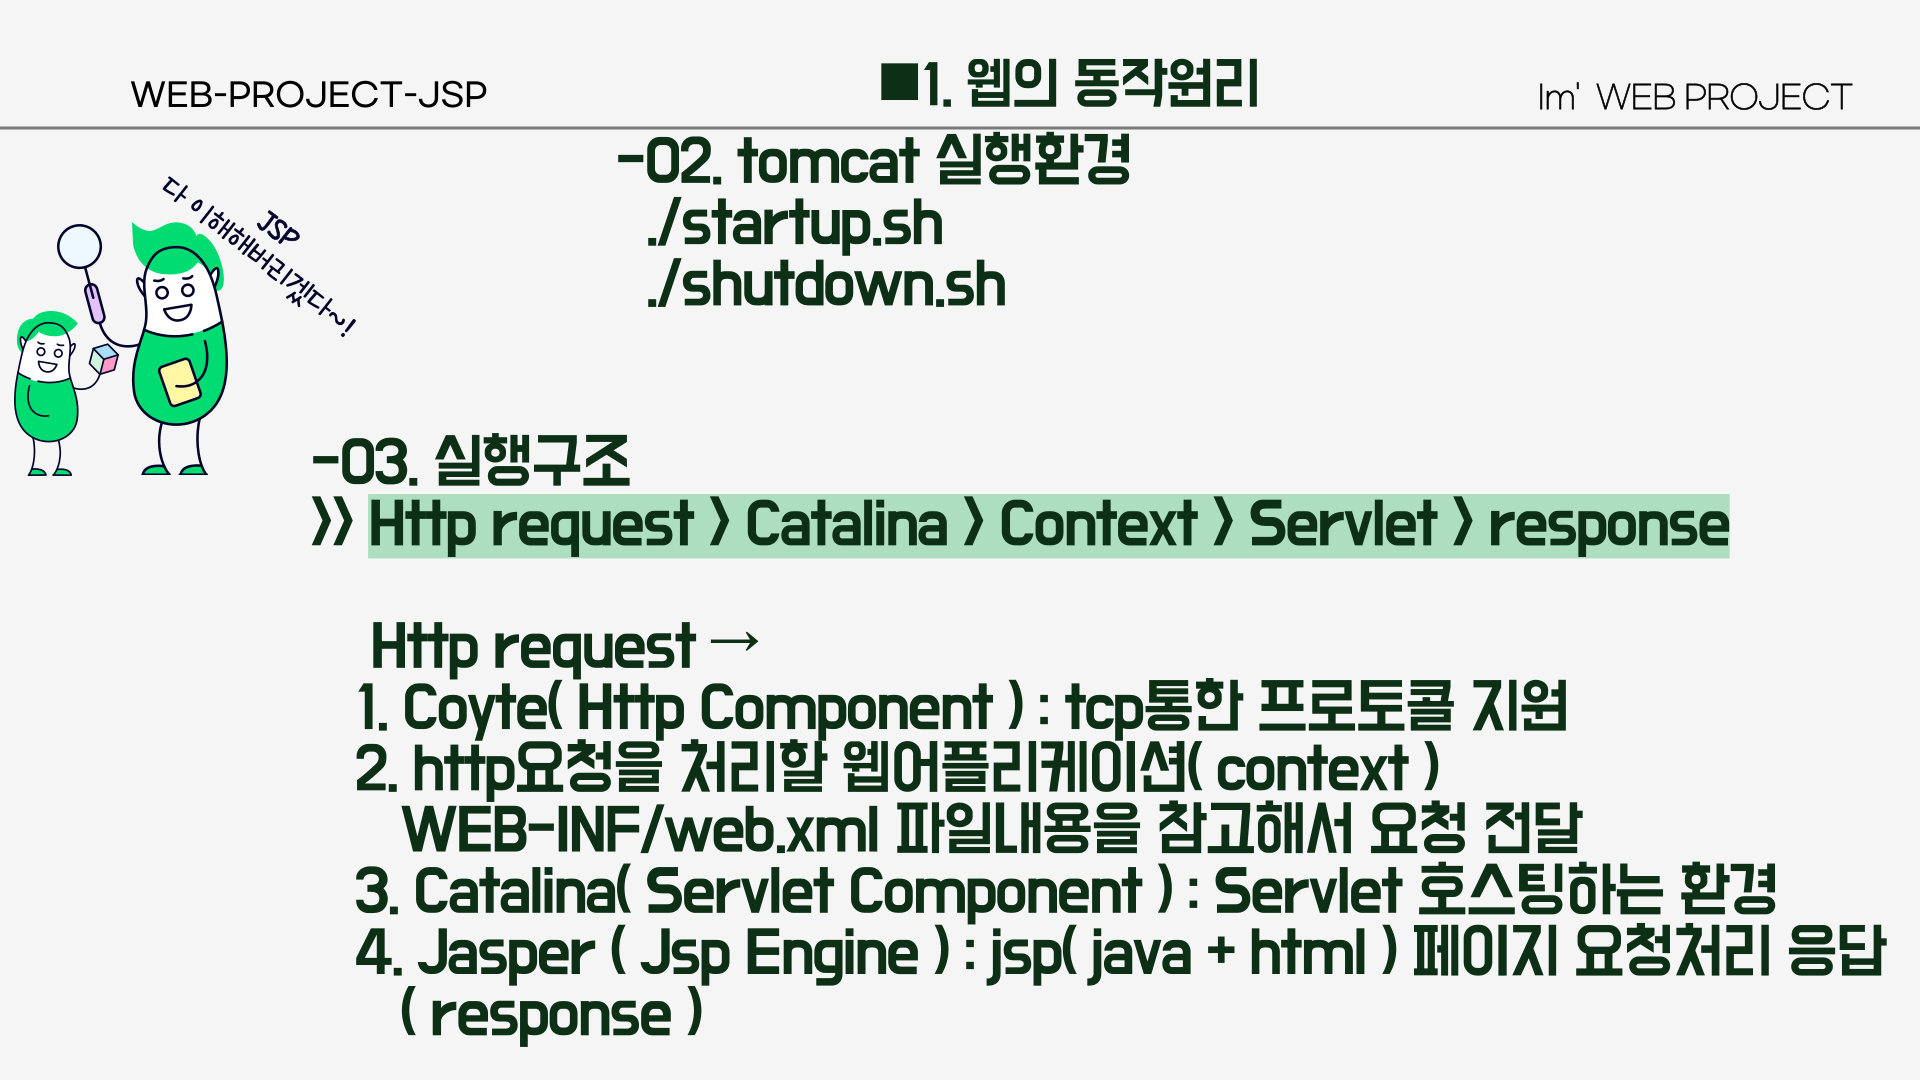 WEB-PROJECT-JSP
■1. 웹의 동작원리
Im' WEB PROJECT
-02. tomcat 실행환경
./startup.sh
./shutdown.sh
JSP
다 이해해버리겠다~!
-03. 실행구조
>> Http request > Catalina > Context > Servlet > response
Http request →
1. Coyte( Http Component ) : tcp통한 프로토콜 지원
2. http요청을 처리할 웹어플리케이션( context )
WEB-INF/web.xml 파일내용을 참고해서 요청 전달
3. Catalina( Servlet Component ) : Servlet 호스팅하는 환경
4. Jasper ( Jsp Engine ) : jsp( java + html ) 페이지 요청처리 응답
( response )